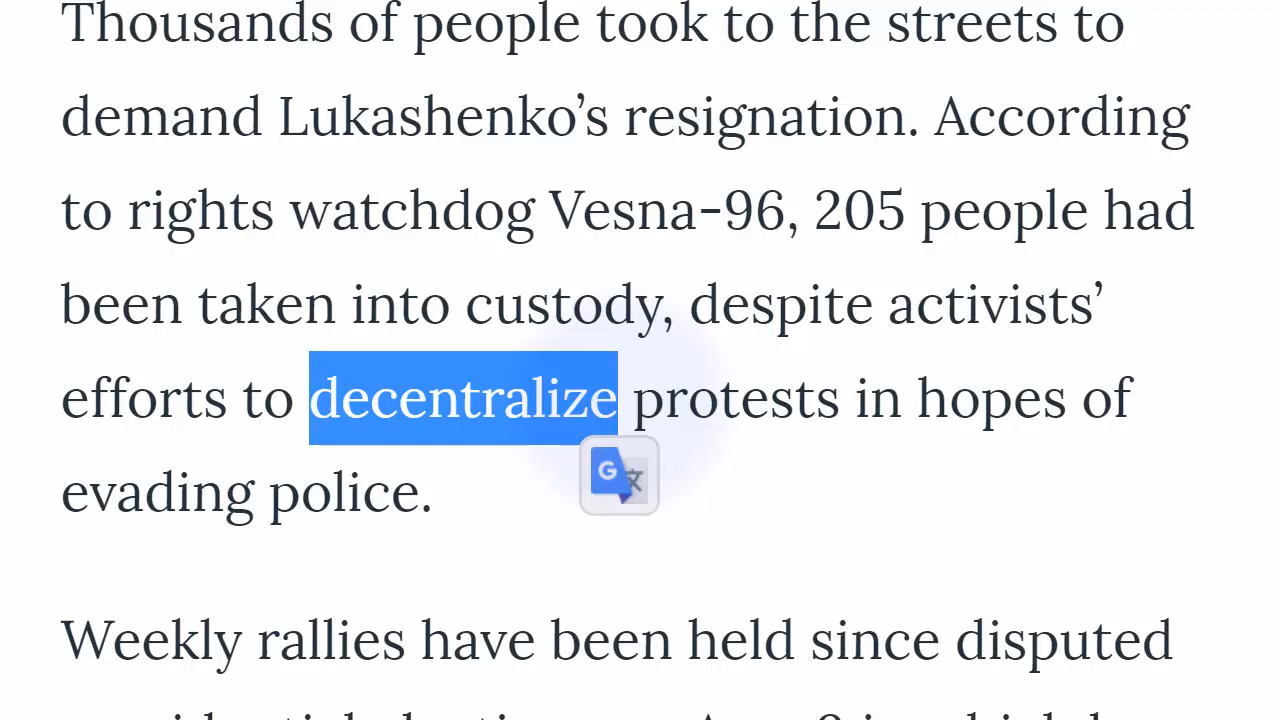 Thousands of people took to the streets to
demand Lukashenko’s resignation. According
to rights watchdog Vesna-96, 205 people had
been taken into custody, despite activists’
efforts to decentralize protests in hopes of
G 文
evading police.
Weekly rallies have been held since disputed